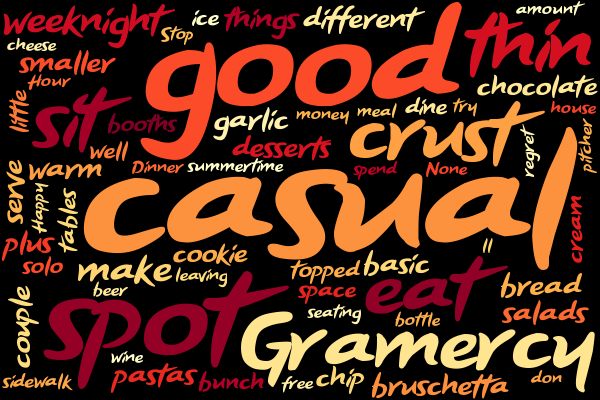 weeknight
Stop
ice
things
different
amount
cheese
smaller
Hour
good
thin
chocolate
little
sit
booths
garlic
money
meal
dine
try
house
well
desserts
crust
regret
pitcher
Dinner
summertime
spend
None
serve
warm
Happy
tables
casual
cream
plus
solo
make
cookie
leaving
topped
basic
"
beer
space
eat
bread
couple
spot
seating
bottle
salads
wine
Gramercy
sidewalk
pastas
bunch
free
chip
bruschetta
don